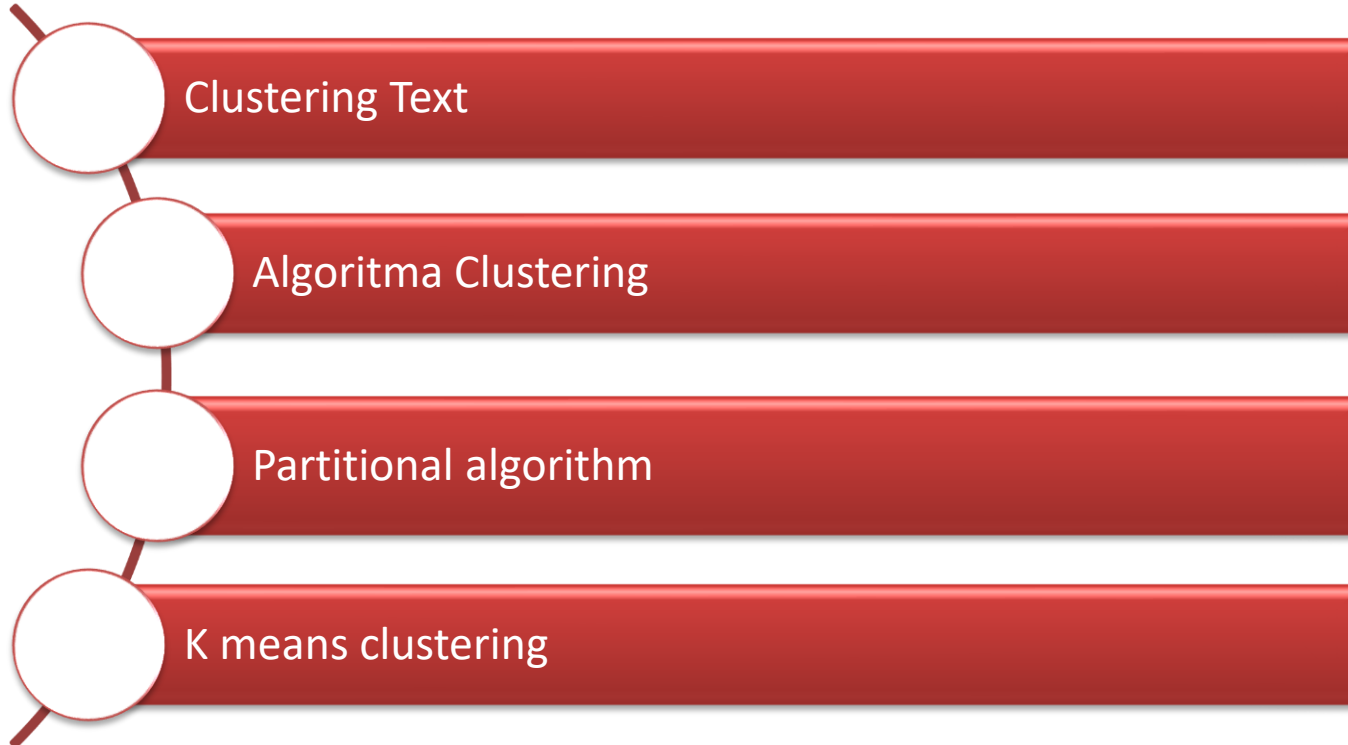 Clustering Text
Algoritma Clustering
Partitional algorithm
K means clustering